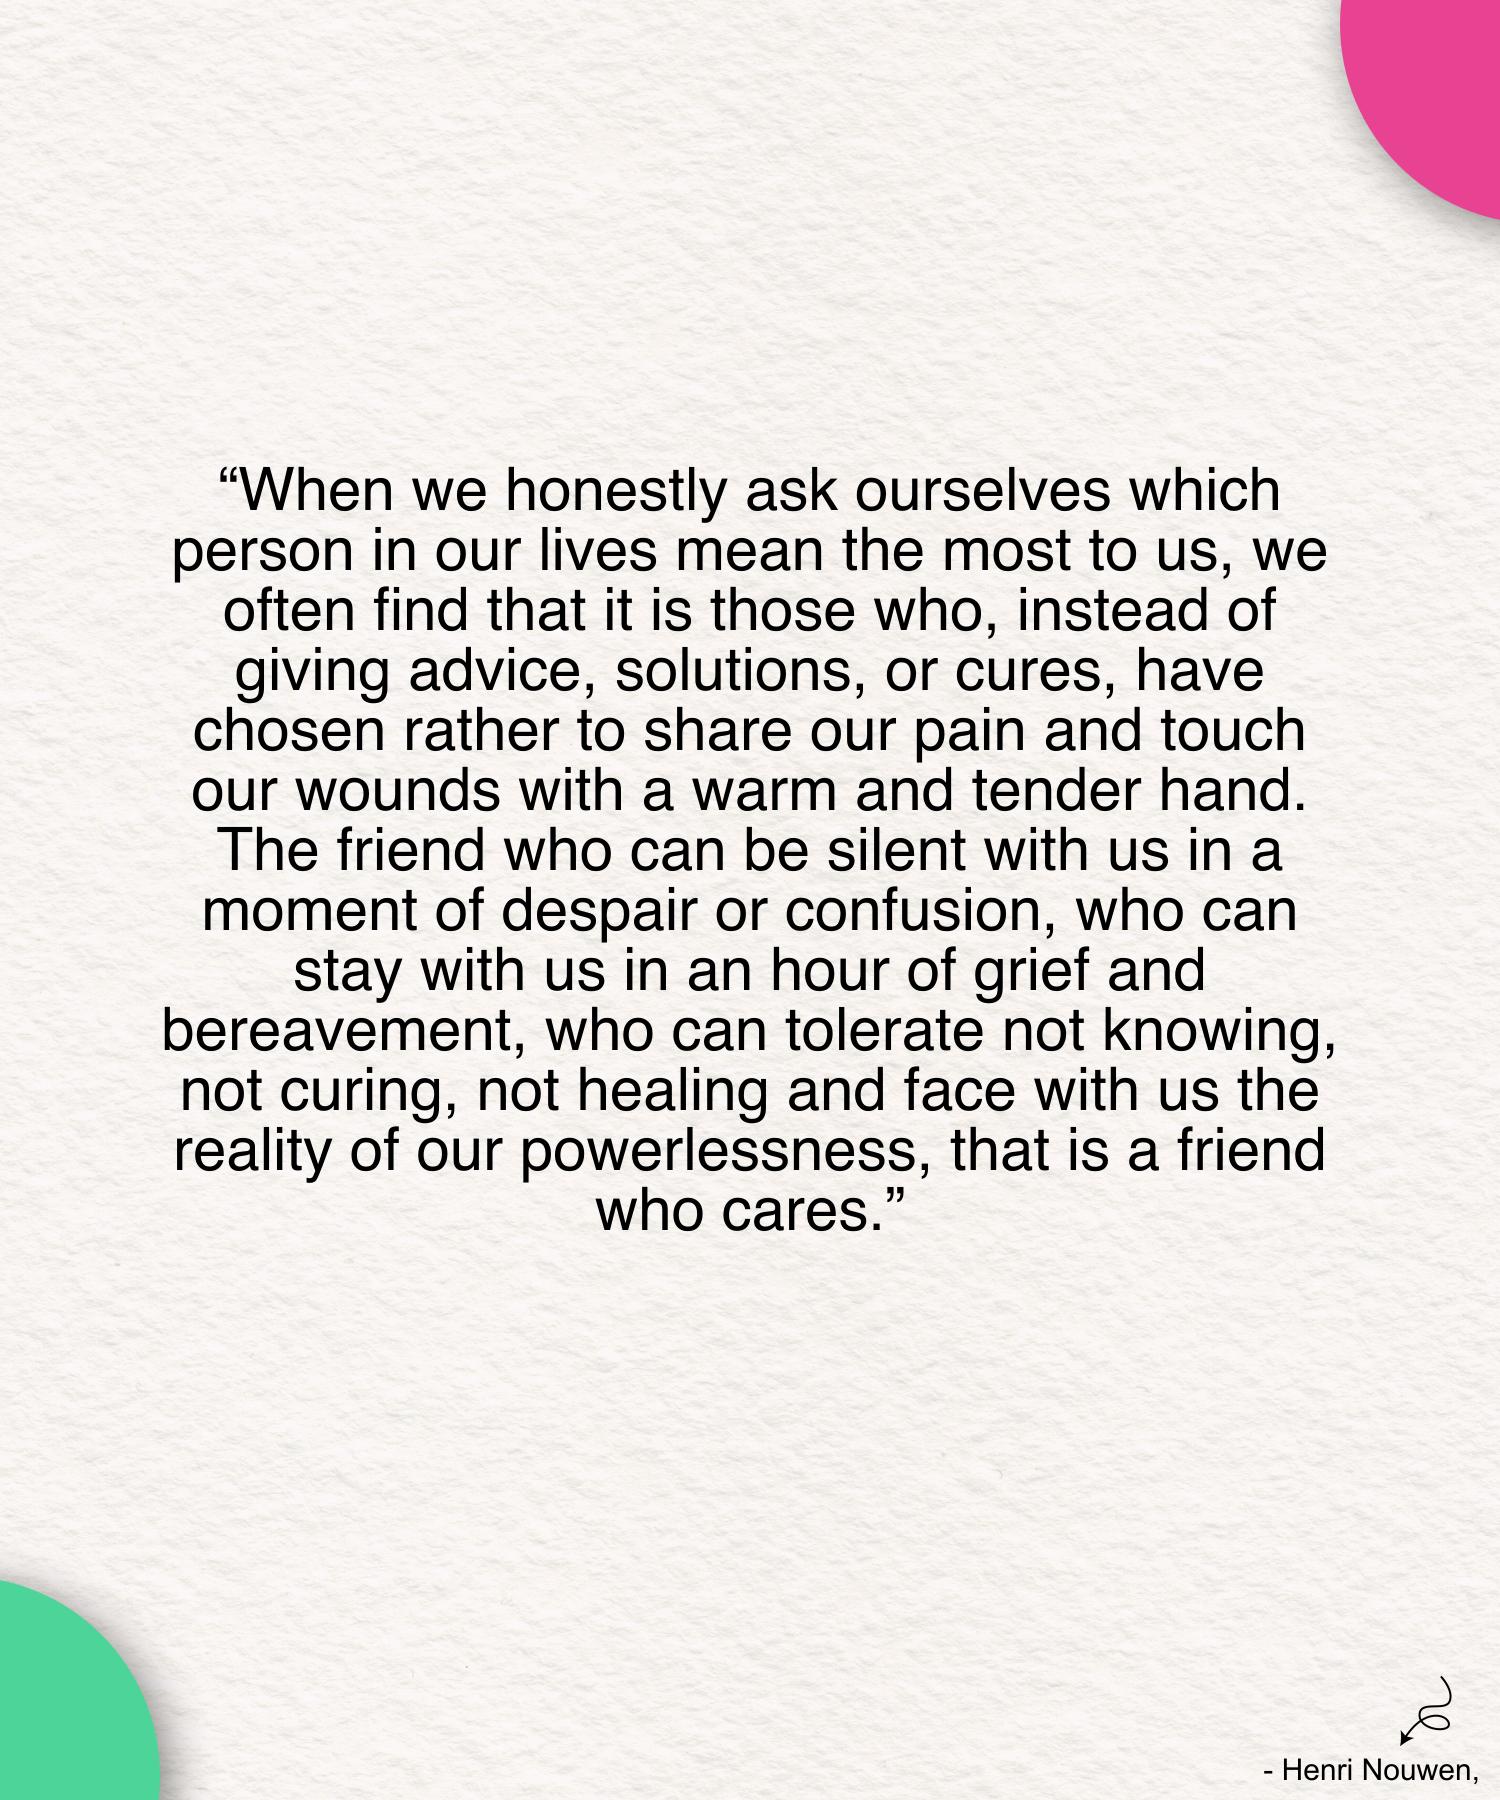 “When we honestly ask ourselves which
person in our lives mean the most to us, we
often find that it is those who, instead of
giving advice, solutions, or cures, have
chosen rather to share our pain and touch
our wounds with a warm and tender hand.
The friend who can be silent with us in a
moment of despair or confusion, who can
stay with us in an hour of grief and
bereavement, who can tolerate not knowing,
not curing, not healing and face with us the
reality of our powerlessness, that is a friend
who cares.”
- Henri Nouwen,